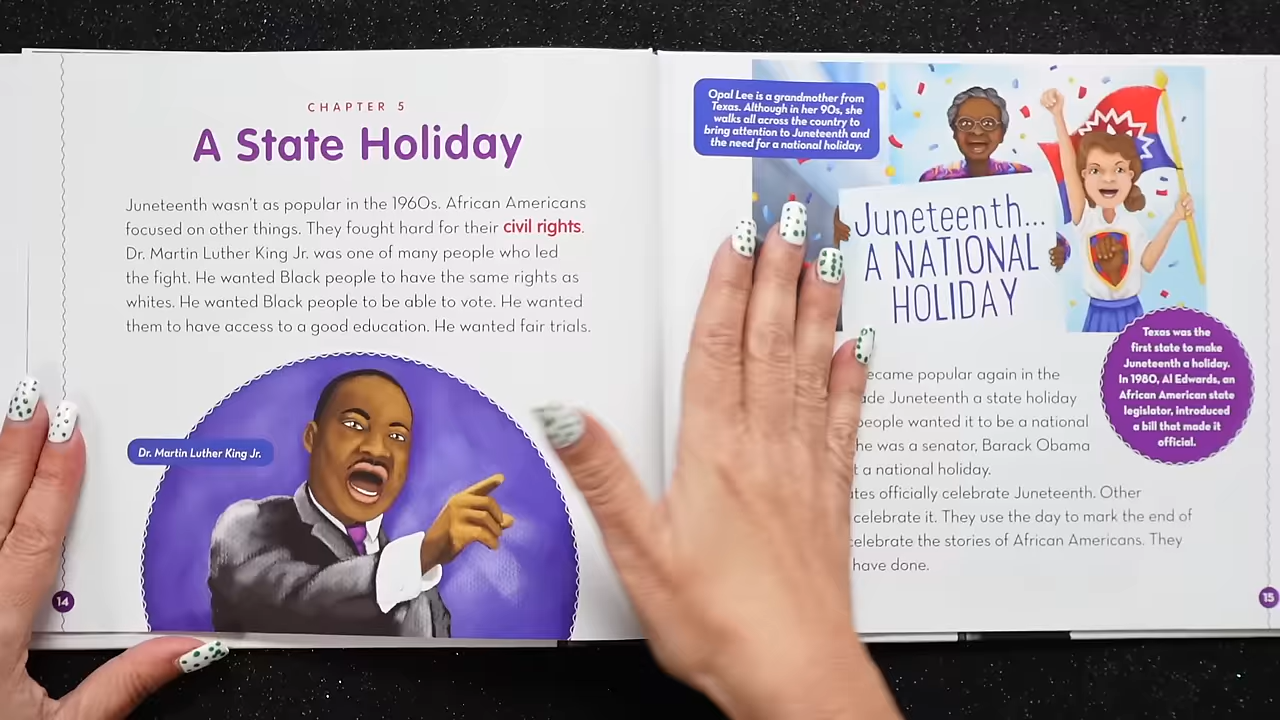 CHAPTER 5
A State Holiday
Juneteenth wasn't as popular in the 1960s. African Americans
focused on other things. They fought hard for their civil rights.
Dr. Martin Luther King Jr. was one of many people who led
the fight. He wanted Black people to have the same rights as
whites. He wanted Black people to be able to vote. He wanted
them to have access to a good education. He wanted fair trials.
Dr. Martin Luther King Jr.
14
Opal Lee is a grandmother from
Texas. Although in her 90s, she
walks all across the country to
bring attention to Juneteenth and
the need for a national holiday.
Juneteenth...
A NATIONAL
HOLIDAY
Texas was the
first state to make
Juneteenth a holiday.
In 1980, Al Edwards, an
African American state
legislator, introduced
a bill that made it
official.
popular again in the
Juneteenth a state holiday
people wanted it to be a national
he was a senator, Barack Obama
a national holiday.
officially celebrate Juneteenth. Other
celebrate it. They use the day to mark the end of
celebrate the stories of African Americans. They
have done.
15